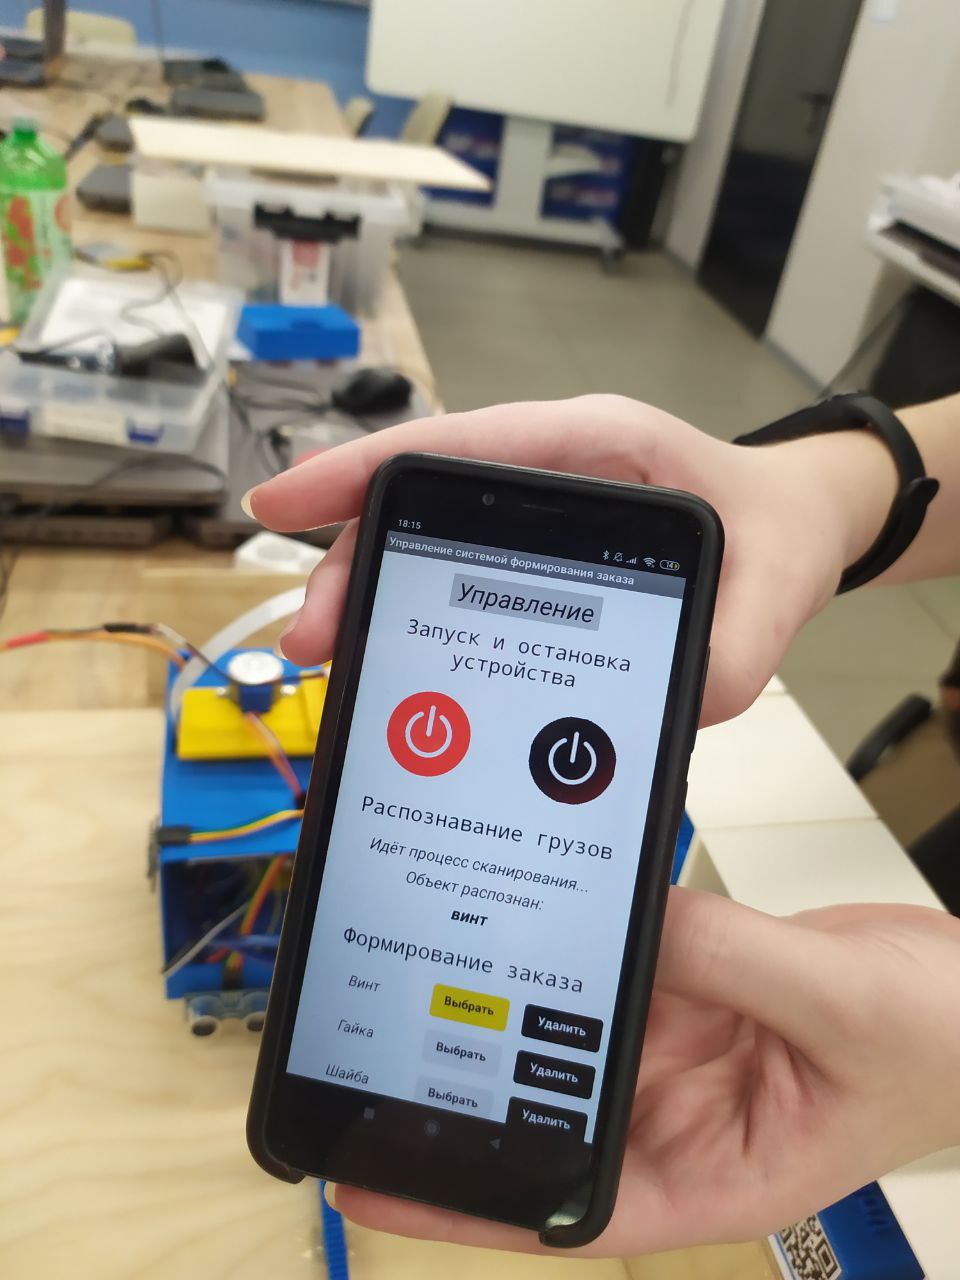 18:15
Управление системой формирования заказа
Управление
Запуск и остановка
устройства
Распознавание грузов
Идёт процесс сканирования...
Объект распознан:
винт
Формирование заказа
Винт Выбрать Удалить
Гайка Выбрать Удалить
Шайба Выбрать Удалить